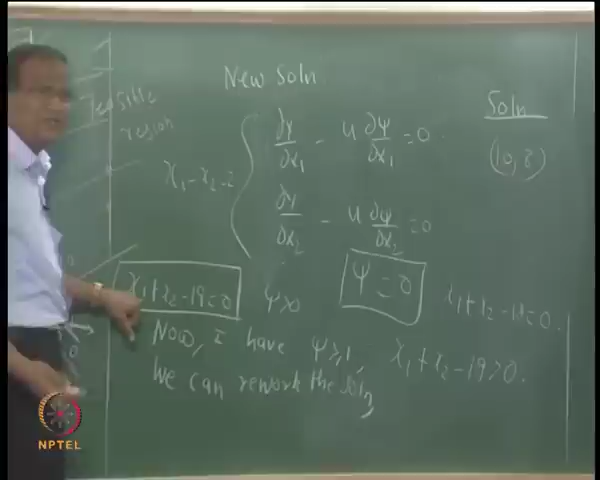 New Soln
Feasible
region
Soln
(10, 8)
∂y/∂x₁ - u ∂ψ/∂x₁ = 0
x₁ - x₂ = 2
∂y/∂x₂ - u ∂ψ/∂x₂ = 0
ψ = 0
x₁ + x₂ - 19 = 0
ψ > 0
x₁ + x₂ - 19 = 0.
Now, I have ψ ≥ 1,
x₁ + x₂ - 19 > 0.
We can rework the soln
NPTEL